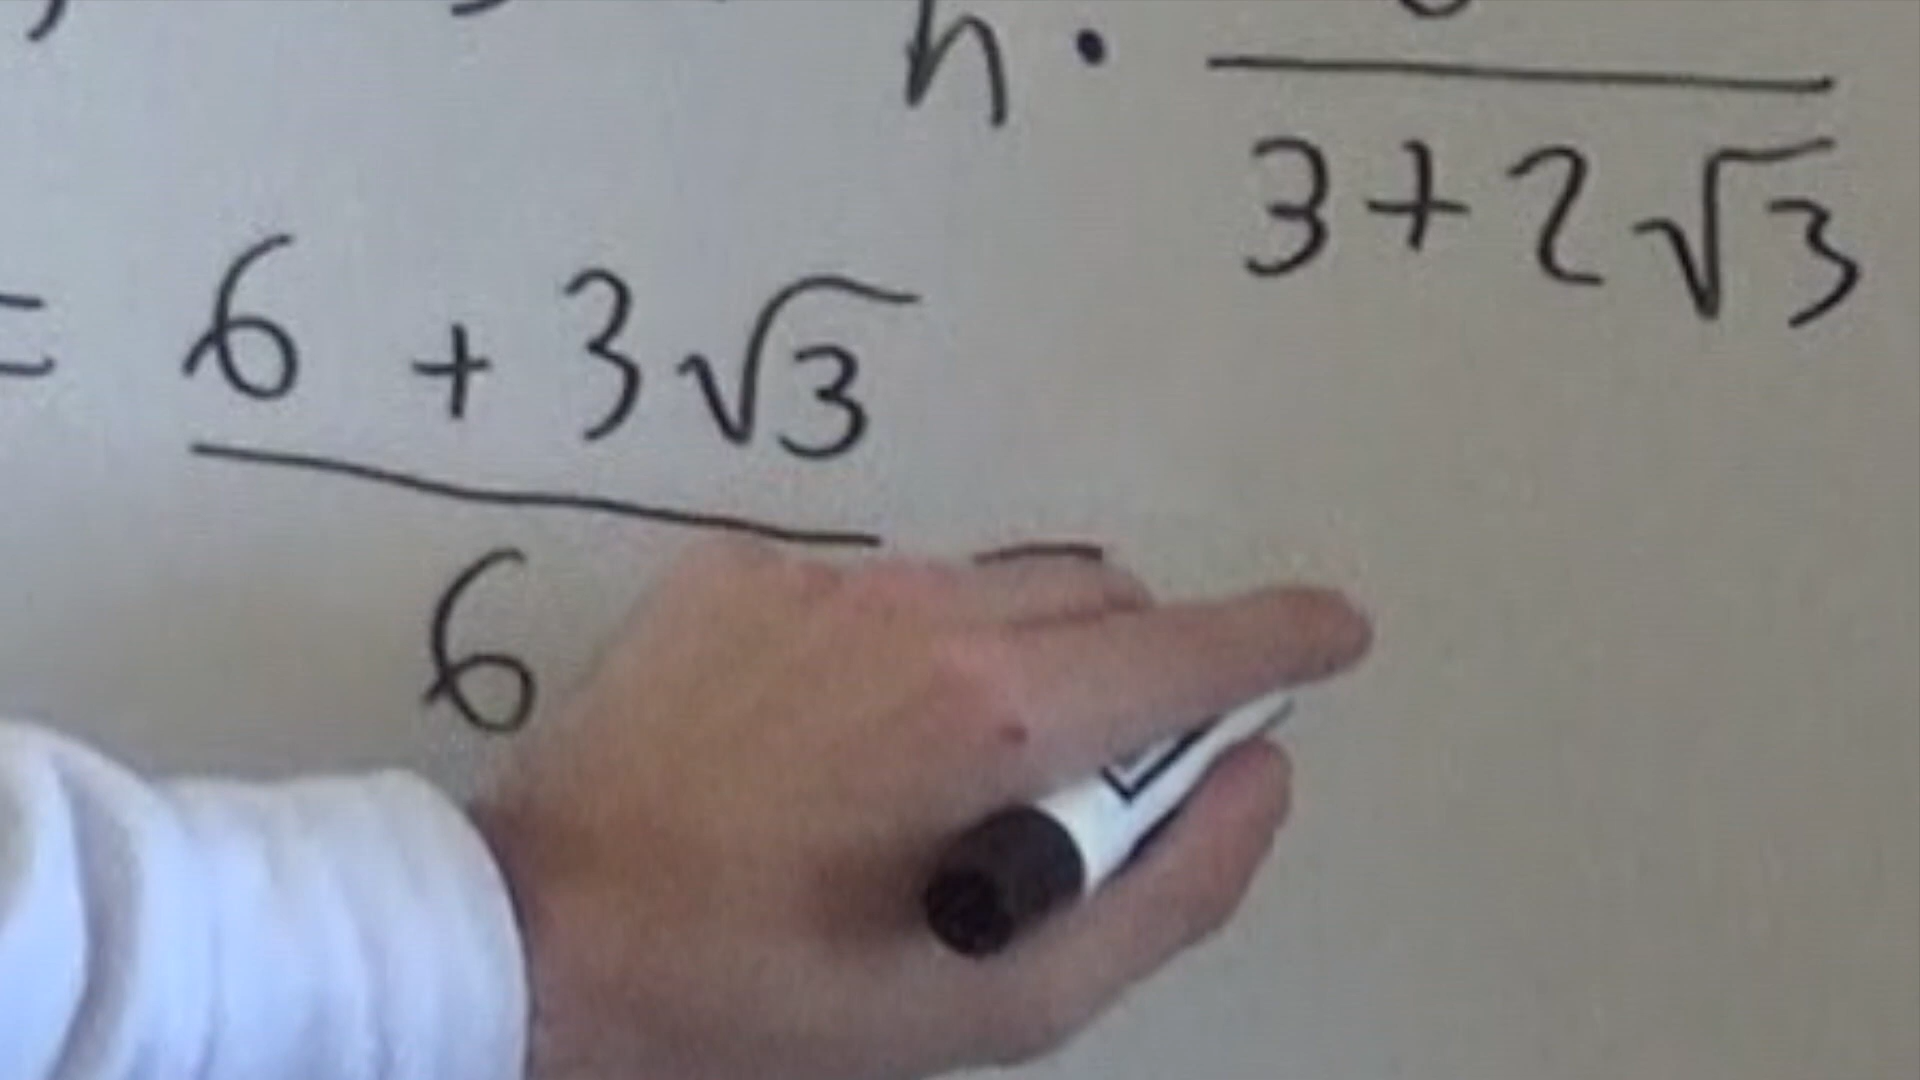 h · 
3+2√3
= 6 + 3√3
6